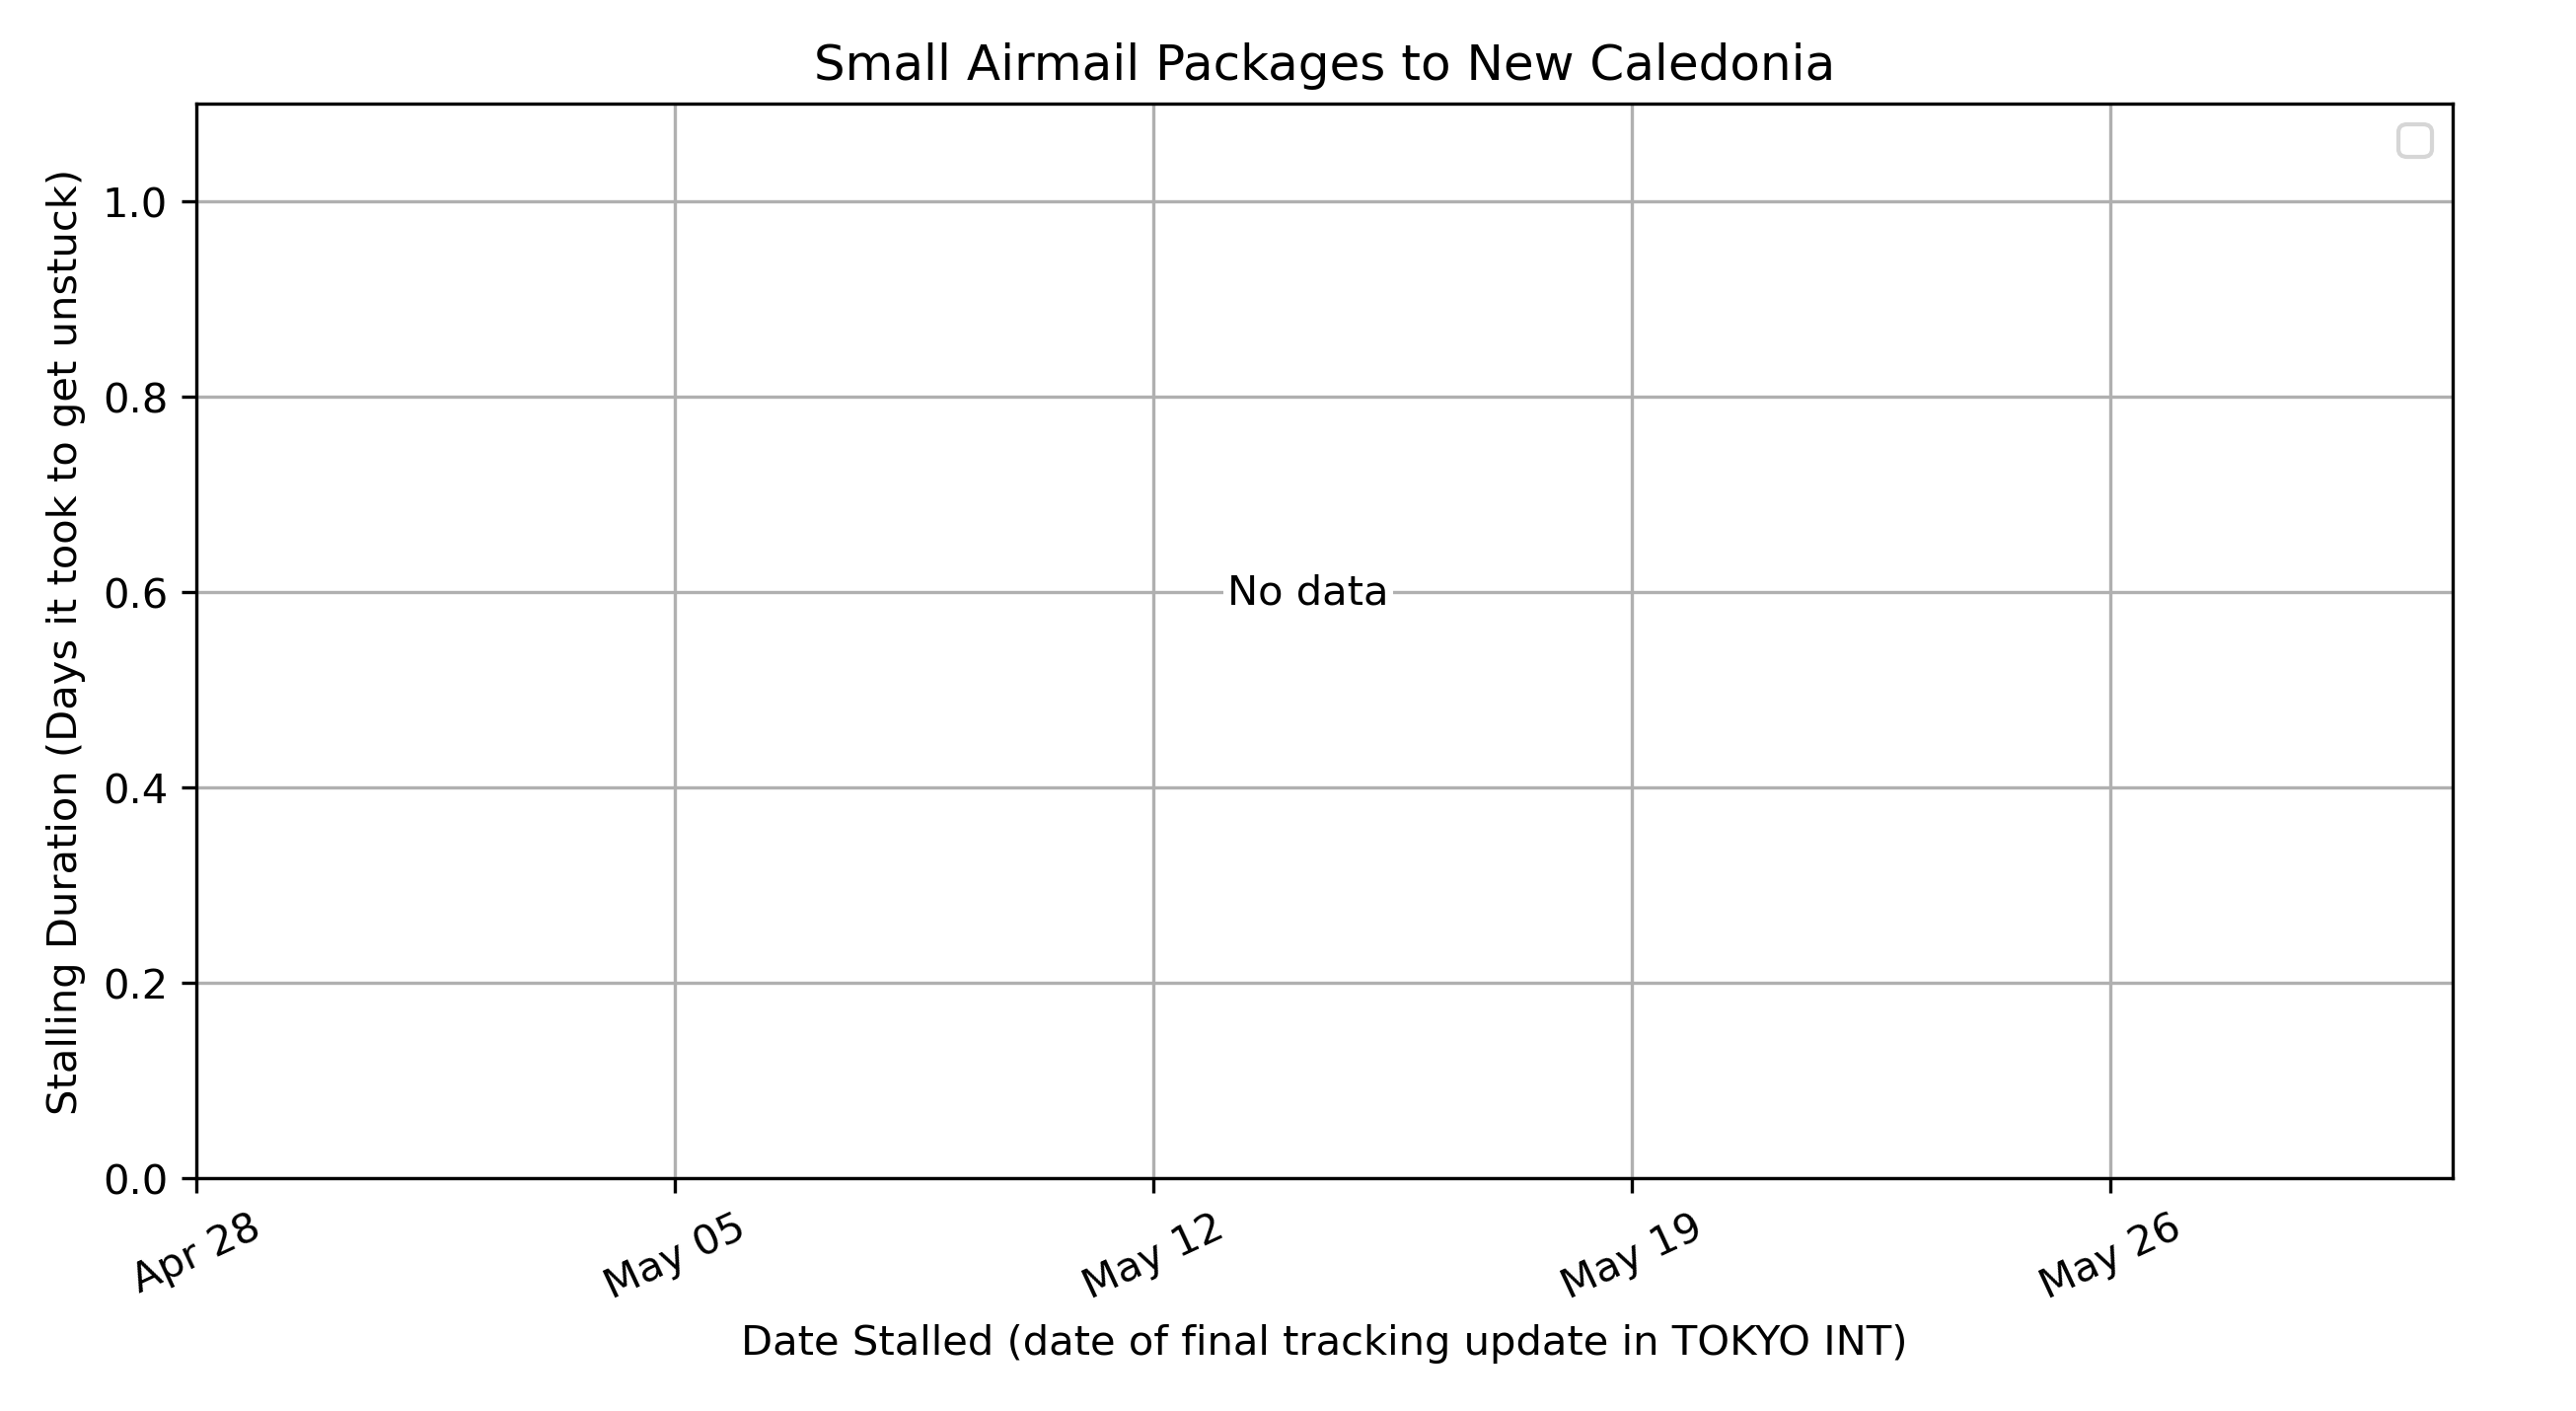 Small Airmail Packages to New Caledonia
Stalling Duration (Days it took to get unstuck)
1.0
0.8
0.6
0.4
0.2
0.0
No data
Apr 28
May 05
May 12
May 19
May 26
Date Stalled (date of final tracking update in TOKYO INT)